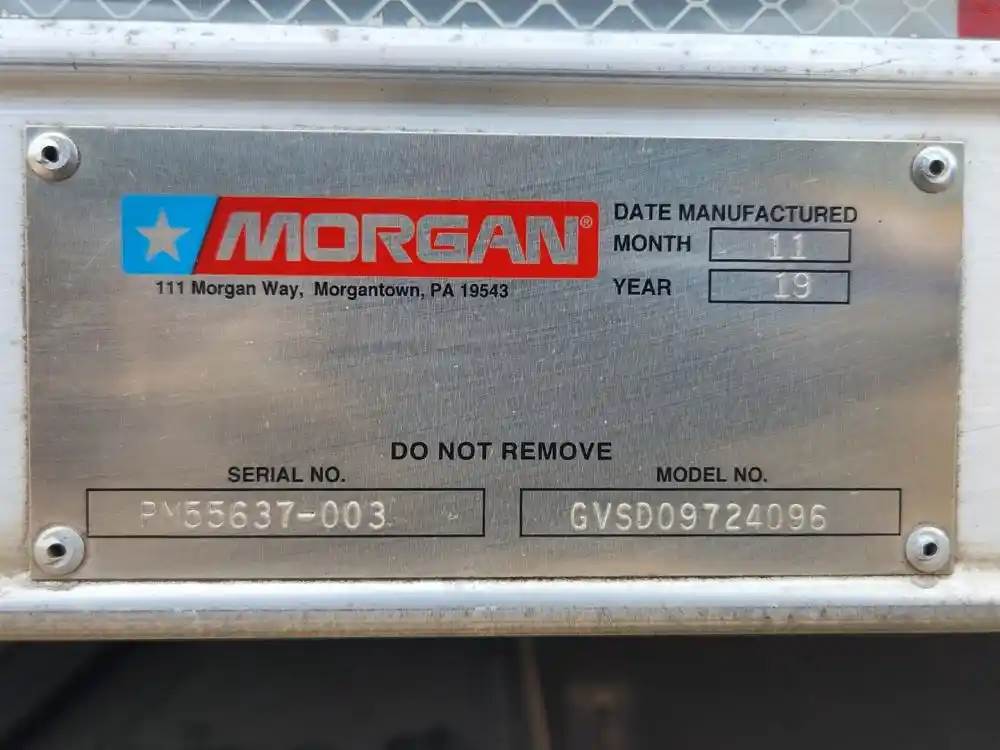 MORGAN®
111 Morgan Way, Morgantown, PA 19543
DATE MANUFACTURED
MONTH 11
YEAR 19
DO NOT REMOVE
SERIAL NO.
PM55637-003
MODEL NO.
GVSD09724096